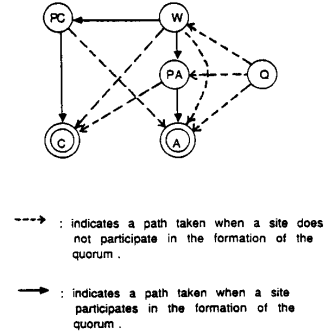 PC
W
PA
Q
C
A
: indicates a path taken when a site does
not participate in the formation of the
quorum .
: indicates a path taken when a site
participates in the formation of the
quorum .